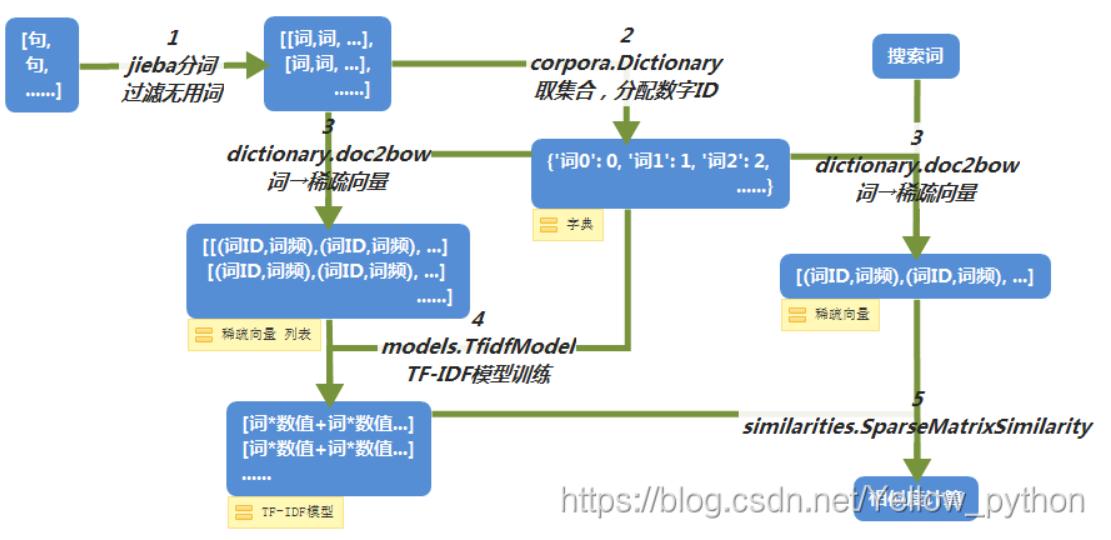 [句,
句,
......]
1
jieba分词
过滤无用词
[[词,词, ...],
[词,词, ...],
......]
2
corpora.Dictionary
取集合，分配数字ID
搜索词
3
dictionary.doc2bow
词→稀疏向量
{'词0': 0, '词1': 1, '词2': 2,
......}
字典
3
dictionary.doc2bow
词→稀疏向量
[[(词ID,词频),(词ID,词频), ...]
[(词ID,词频),(词ID,词频), ...]
......]
稀疏向量 列表
[(词ID,词频),(词ID,词频), ...]
稀疏向量
4
models.TfidfModel
TF-IDF模型训练
[词*数值+词*数值...]
[词*数值+词*数值...]
......
TF-IDF模型
5
similarities.SparseMatrixSimilarity
相似度计算
https://blog.csdn.net/Yellow_python